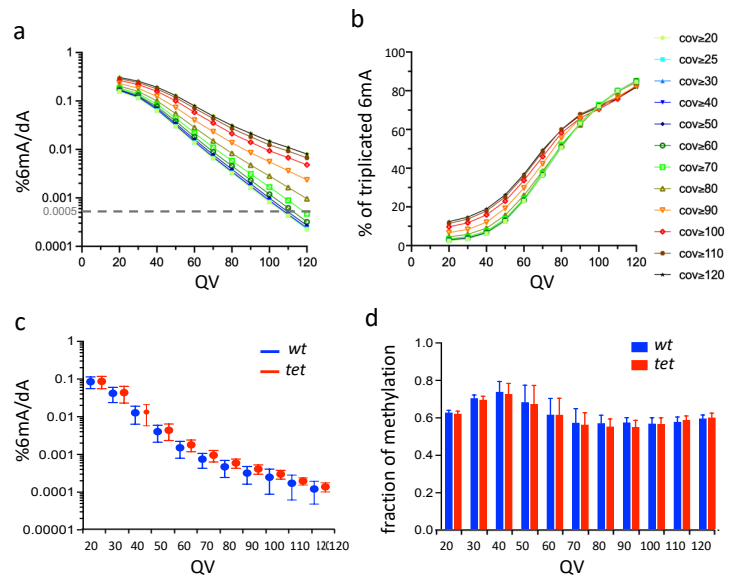 a
%6mA/dA
1
0.1
0.01
0.001
0.0005
0.0001
0 20 40 60 80 100 120
QV
b
% of triplicated 6mA
100
80
60
40
20
0
0 20 40 60 80 100 120
QV
cov≥20
cov≥25
cov≥30
cov≥40
cov≥50
cov≥60
cov≥70
cov≥80
cov≥90
cov≥100
cov≥110
cov≥120
c
%6mA/dA
1
0.1
0.01
0.001
0.0001
0.00001
wt
tet
20 30 40 50 60 70 80 90 100 110 120
QV
d
fraction of methylation
1.0
0.8
0.6
0.4
0.2
0.0
wt
tet
20 30 40 50 60 70 80 90 100 110 120
QV